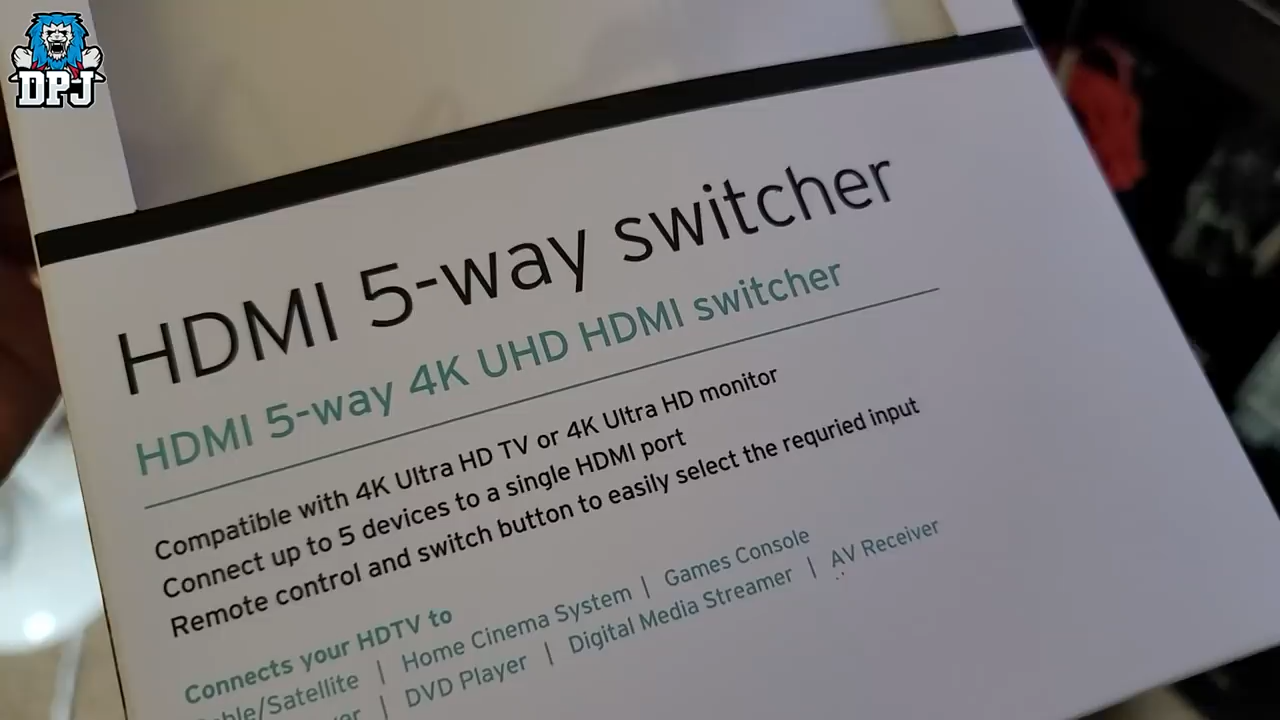 DPJ
HDMI 5-way switcher
HDMI 5-way 4K UHD HDMI switcher
Compatible with 4K Ultra HD TV or 4K Ultra HD monitor
Connect up to 5 devices to a single HDMI port
Remote control and switch button to easily select the requried input
Connects your HDTV to
| Home Cinema System | Games Console
| DVD Player | Digital Media Streamer | AV Receiver